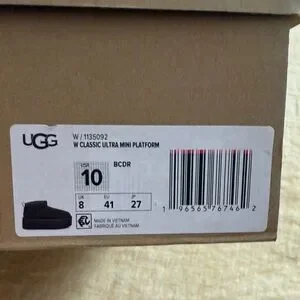 UGG
W / 1135092
W CLASSIC ULTRA MINI PLATFORM
USA
10
BCDR
UK EU JP
8 41 27
MADE IN VIETNAM
FABRIQUÉ AU VIETNAM
1 96565 76746 2